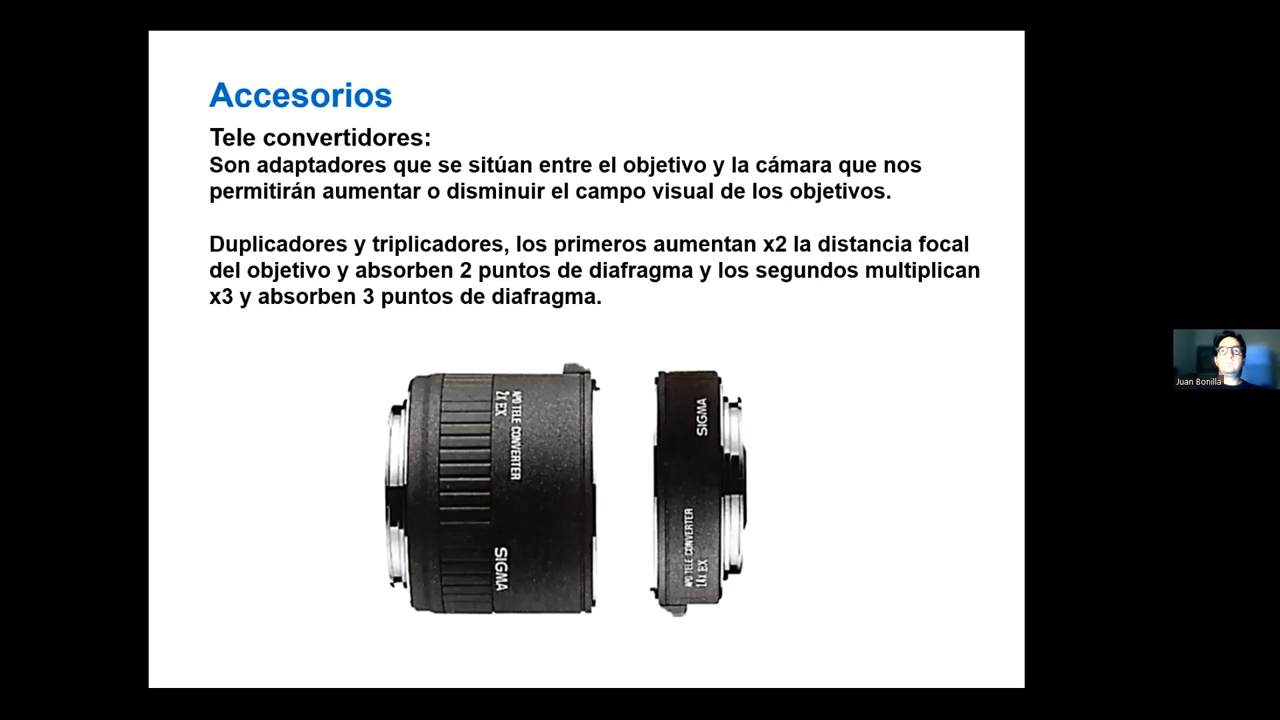 Accesorios
Tele convertidores:
Son adaptadores que se sitúan entre el objetivo y la cámara que nos
permitirán aumentar o disminuir el campo visual de los objetivos.
Duplicadores y triplicadores, los primeros aumentan x2 la distancia focal
del objetivo y absorben 2 puntos de diafragma y los segundos multiplican
x3 y absorben 3 puntos de diafragma.
APO TELE CONVERTER
2x EX
SIGMA
SIGMA
APO TELE CONVERTER
1.4x EX
Juan Bonilla